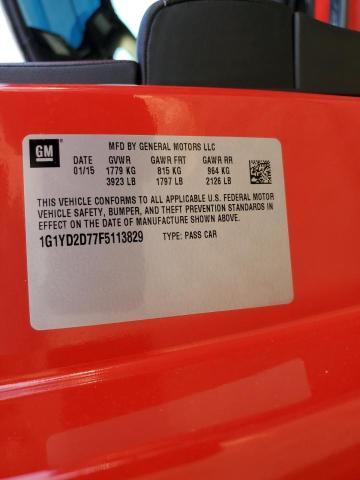 GM
MFD BY GENERAL MOTORS LLC
DATE GVWR GAWR FRT GAWR RR
01/15 1779 KG 815 KG 964 KG
3923 LB 1797 LB 2126 LB
THIS VEHICLE CONFORMS TO ALL APPLICABLE U.S. FEDERAL MOTOR
VEHICLE SAFETY, BUMPER, AND THEFT PREVENTION STANDARDS IN
EFFECT ON THE DATE OF MANUFACTURE SHOWN ABOVE.
1G1YD2D77F5113829 TYPE: PASS CAR